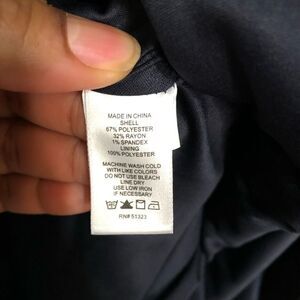 MADE IN CHINA
SHELL
67% POLYESTER
32% RAYON
1% SPANDEX
LINING
100% POLYESTER
MACHINE WASH COLD
WITH LIKE COLORS
DO NOT USE BLEACH
LINE DRY
USE LOW IRON
IF NECESSARY
RN# 51323